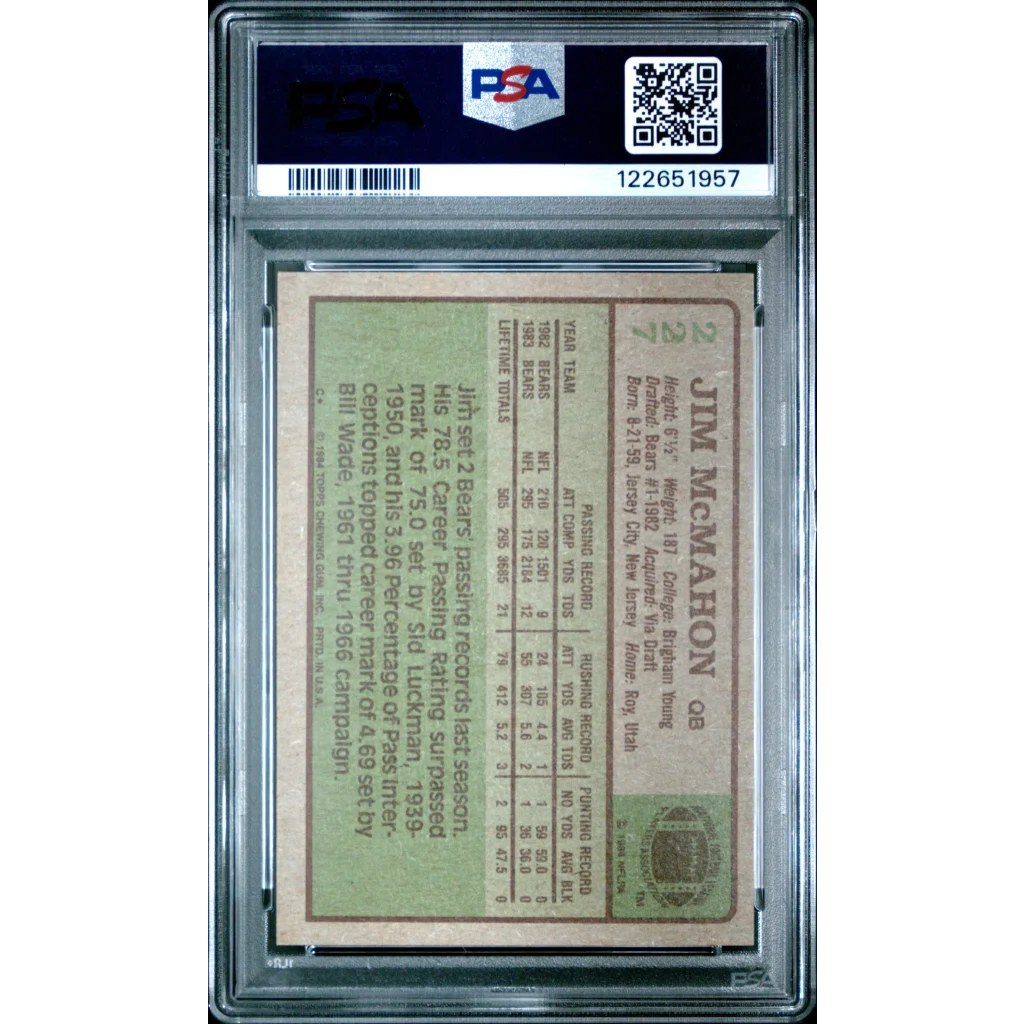 PSA
PSA
122651957
227
JIM McMAHON QB
Height: 6'½" Weight: 187 College: Brigham Young
Drafted: Bears #1-1982 Acquired: Via Draft
Born: 8-21-59, Jersey City, New Jersey Home: Roy, Utah
© 1984 NFLPA
TM
PASSING RECORD RUSHING RECORD PUNTING RECORD
YEAR TEAM ATT COMP YDS TDS ATT YDS AVG TDS NO YDS AVG BLK
1982 BEARS NFL 210 120 1501 9 24 105 4.4 1 1 59 59.0 0
1983 BEARS NFL 295 175 2184 12 55 307 5.6 2 1 36 36.0 0
LIFETIME TOTALS 505 295 3685 21 79 412 5.2 3 2 95 47.5 0
Jim set 2 Bears' passing records last season.
His 78.5 Career Passing Rating surpassed
mark of 75.0 set by Sid Luckman, 1939-
1950, and his 3.96 Percentage of Pass Inter-
ceptions topped career mark of 4.69 set by
Bill Wade, 1961 thru 1966 campaign.
C* © 1984 TOPPS CHEWING GUM, INC. PRTD. IN U.S.A.
PSA